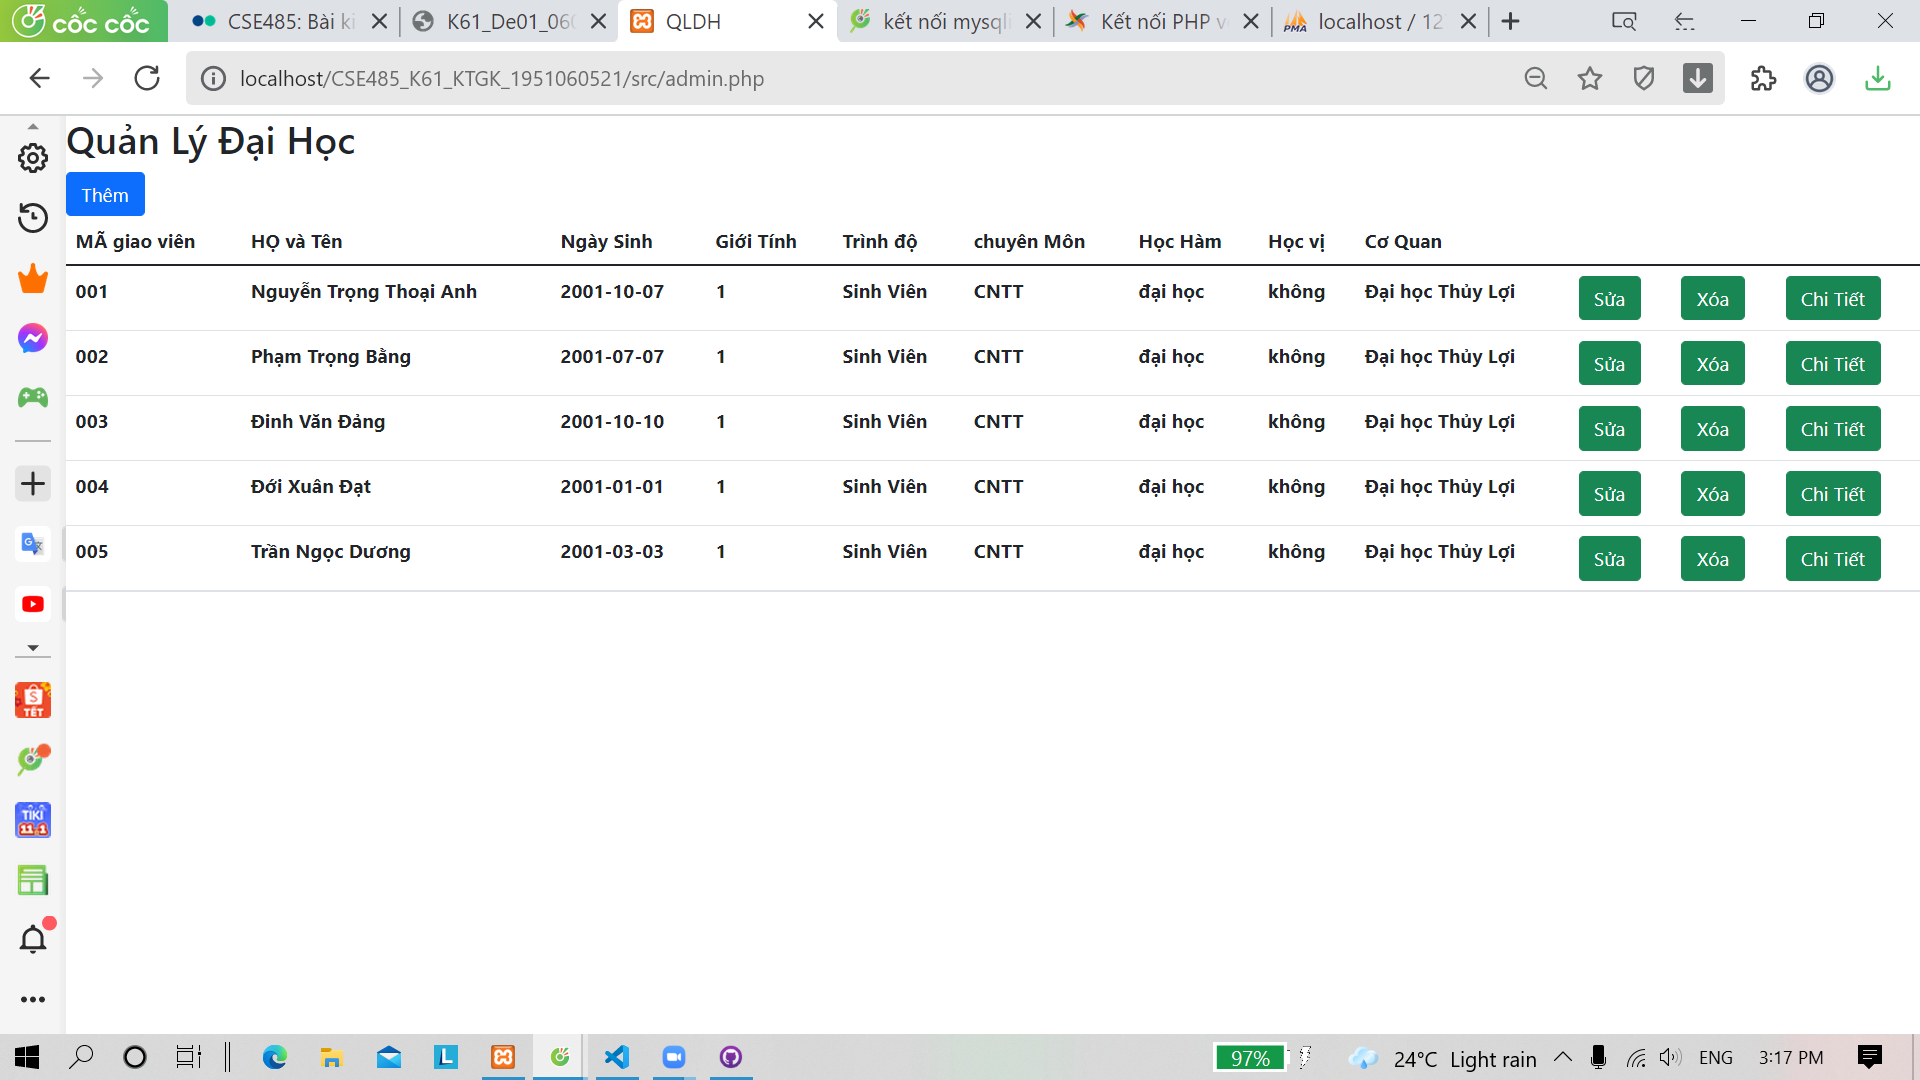 cốc cốc
CSE485: Bài ki
K61_De01_060
QLDH
kết nối mysqli
Kết nối PHP v
localhost / 12
localhost/CSE485_K61_KTGK_1951060521/src/admin.php
Quản Lý Đại Học
Thêm
MÃ giao viên HỌ và Tên Ngày Sinh Giới Tính Trình độ chuyên Môn Học Hàm Học vị Cơ Quan
001 Nguyễn Trọng Thoại Anh 2001-10-07 1 Sinh Viên CNTT đại học không Đại học Thủy Lợi Sửa Xóa Chi Tiết
002 Phạm Trọng Bằng 2001-07-07 1 Sinh Viên CNTT đại học không Đại học Thủy Lợi Sửa Xóa Chi Tiết
003 Đinh Văn Đảng 2001-10-10 1 Sinh Viên CNTT đại học không Đại học Thủy Lợi Sửa Xóa Chi Tiết
004 Đới Xuân Đạt 2001-01-01 1 Sinh Viên CNTT đại học không Đại học Thủy Lợi Sửa Xóa Chi Tiết
005 Trần Ngọc Dương 2001-03-03 1 Sinh Viên CNTT đại học không Đại học Thủy Lợi Sửa Xóa Chi Tiết
TẾT
TIKI
11.1
97% 24°C Light rain ENG 3:17 PM